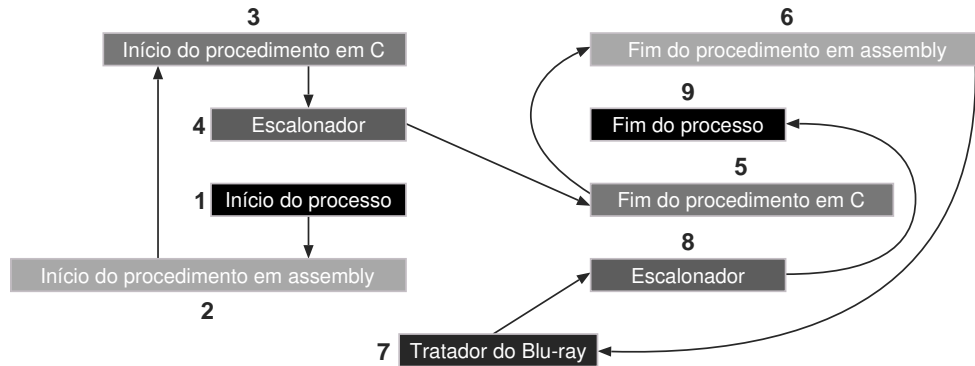 3
Início do procedimento em C
4
Escalonador
1
Início do processo
Início do procedimento em assembly
2
6
Fim do procedimento em assembly
9
Fim do processo
5
Fim do procedimento em C
8
Escalonador
7
Tratador do Blu-ray